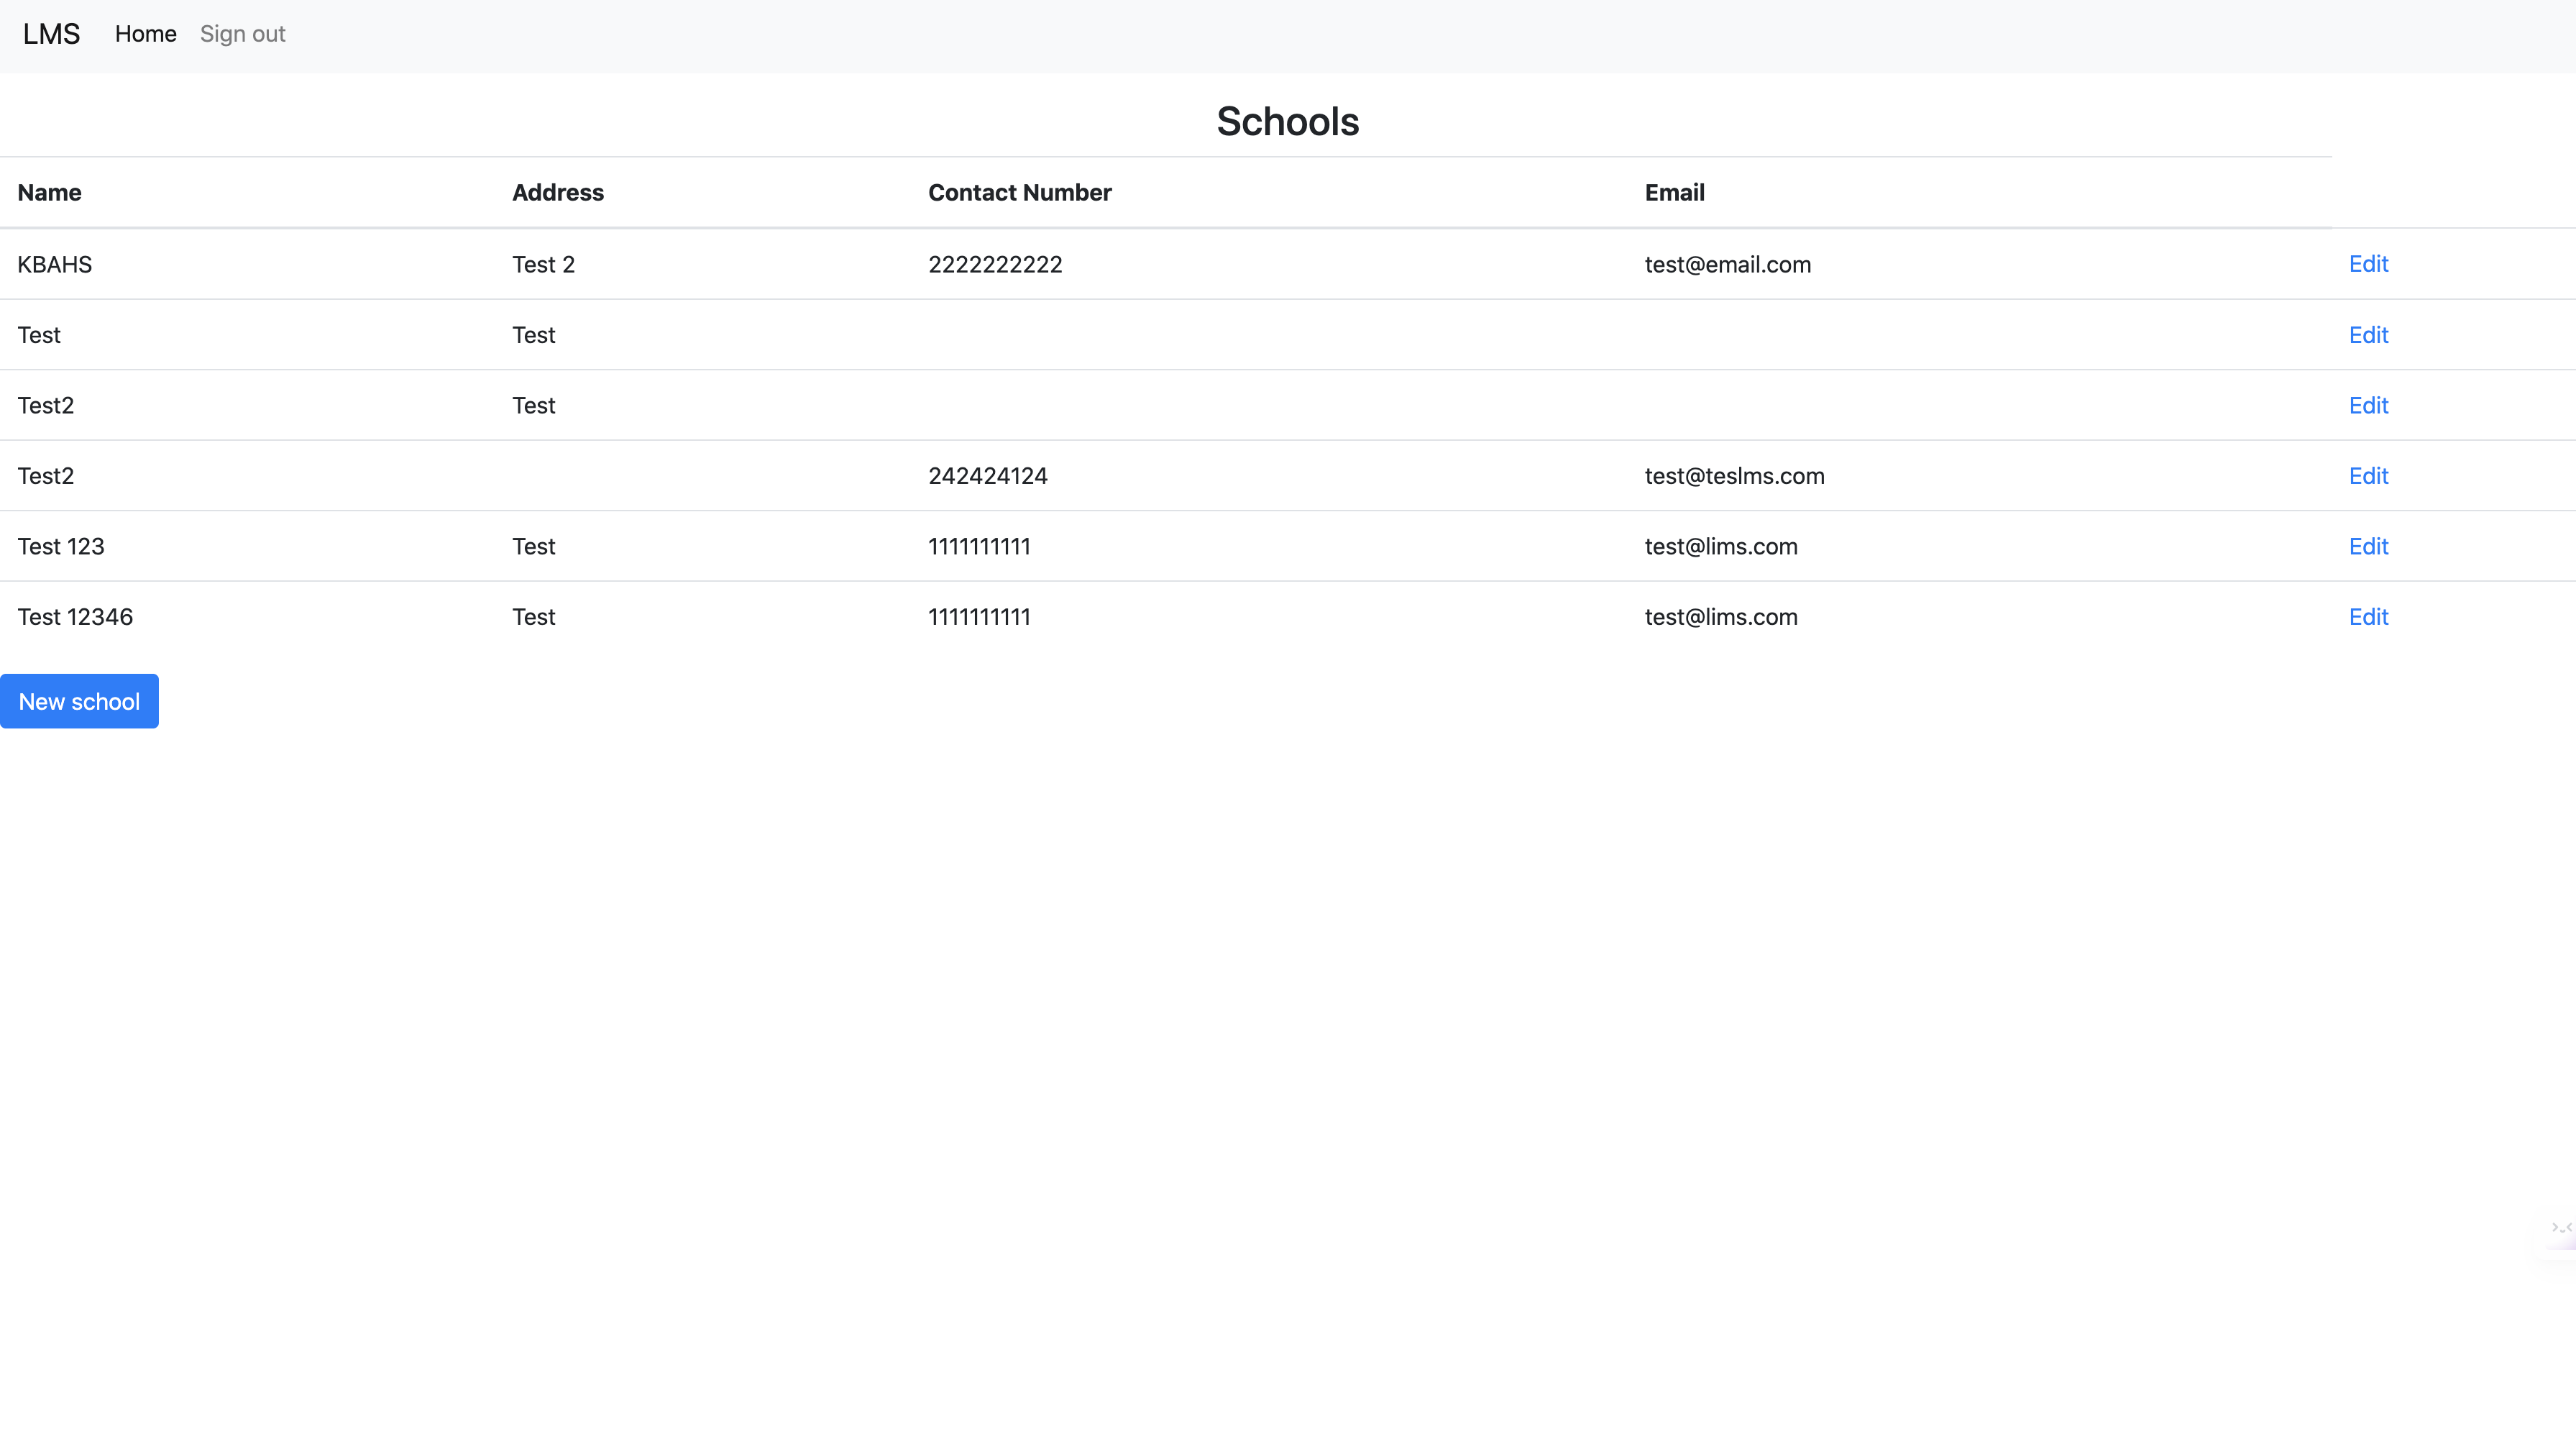 LMS Home Sign out
Schools
Name Address Contact Number Email
KBAHS Test 2 2222222222 test@email.com Edit
Test Test Edit
Test2 Test Edit
Test2 242424124 test@teslms.com Edit
Test 123 Test 1111111111 test@lims.com Edit
Test 12346 Test 1111111111 test@lims.com Edit
New school